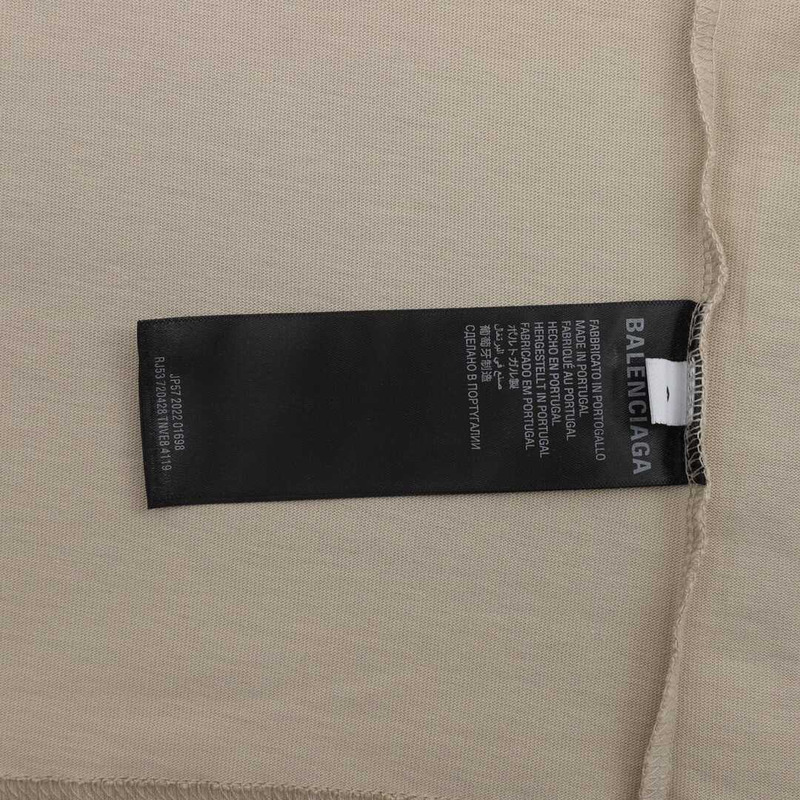 BALENCIAGA
FABBRICATO IN PORTOGALLO
MADE IN PORTUGAL
FABRIQUÉ AU PORTUGAL
HECHO EN PORTUGAL
HERGESTELLT IN PORTUGAL
FABRICADO EM PORTUGAL
ポルトガル製
صنع في البرتغال
葡萄牙制造
СДЕЛАНО В ПОРТУГАЛИИ
JP57 2022 01698
RJ53 720428 TNVE8 4119